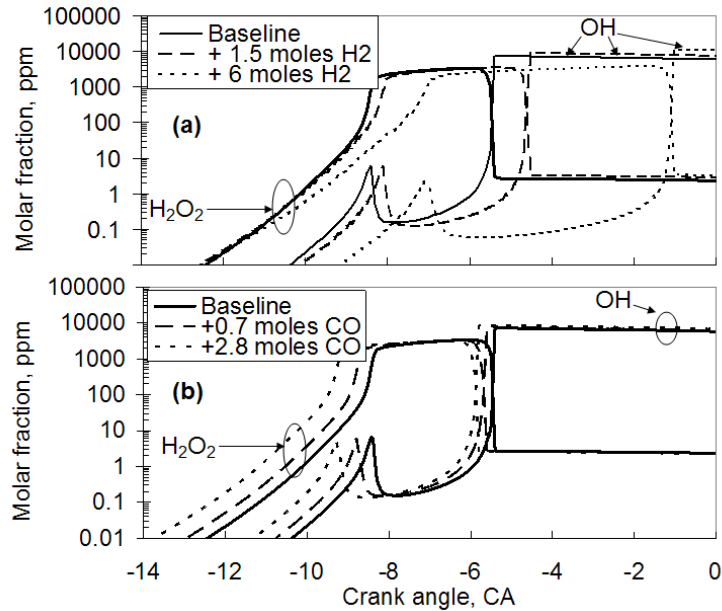 100000
10000
1000
100
10
1
0.1
Molar fraction, ppm
Baseline
+ 1.5 moles H2
+ 6 moles H2
(a)
OH
H2O2
100000
10000
1000
100
10
1
0.1
0.01
Molar fraction, ppm
Baseline
+0.7 moles CO
+2.8 moles CO
(b)
OH
H2O2
-14 -12 -10 -8 -6 -4 -2 0
Crank angle, CA